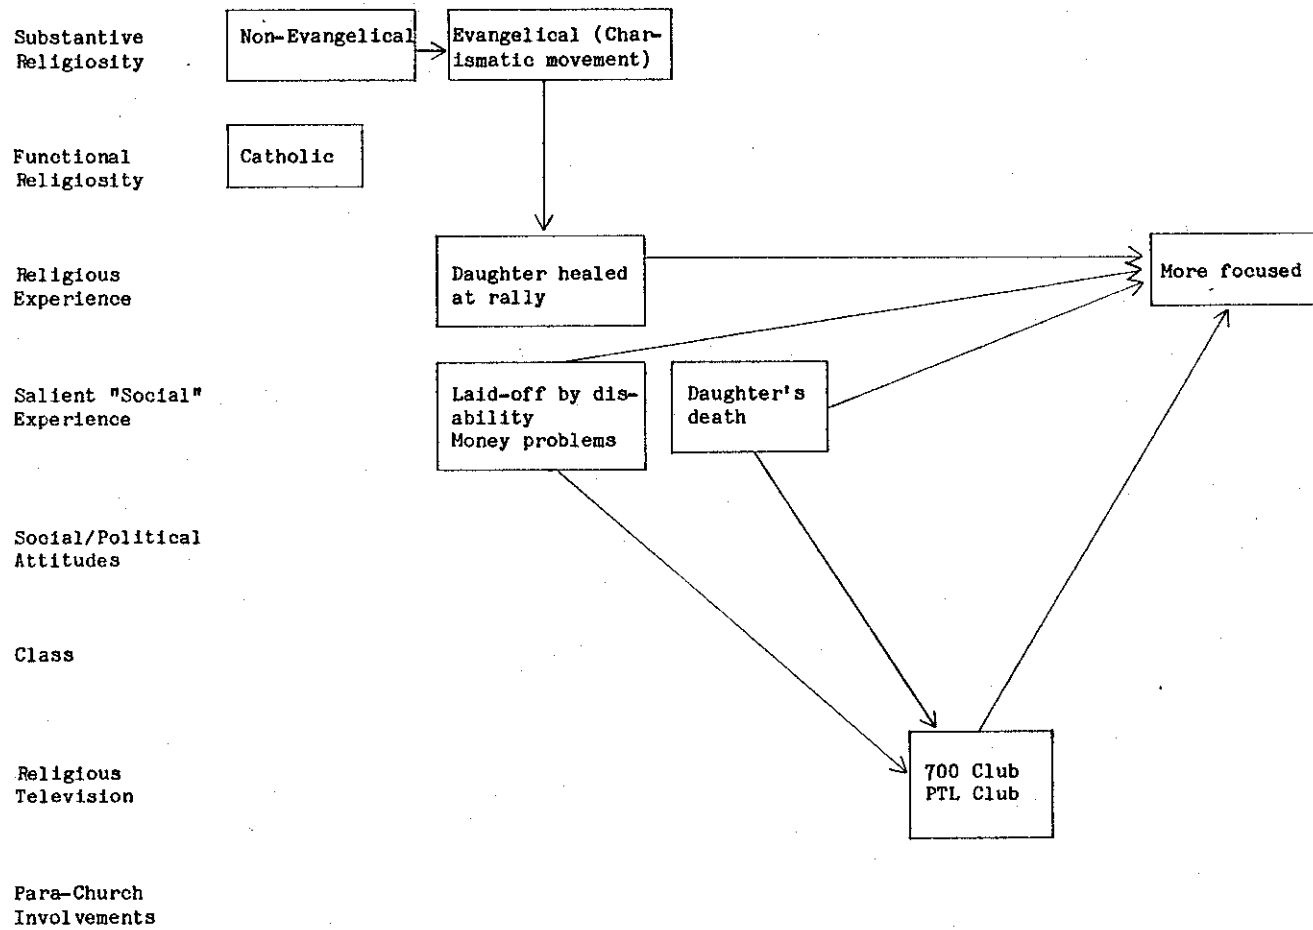 Substantive
Religiosity
Non-Evangelical
Evangelical (Char-
ismatic movement)
Functional
Religiosity
Catholic
Religious
Experience
Daughter healed
at rally
More focused
Salient "Social"
Experience
Laid-off by dis-
ability
Money problems
Daughter's
death
Social/Political
Attitudes
Class
Religious
Television
700 Club
PTL Club
Para-Church
Involvements